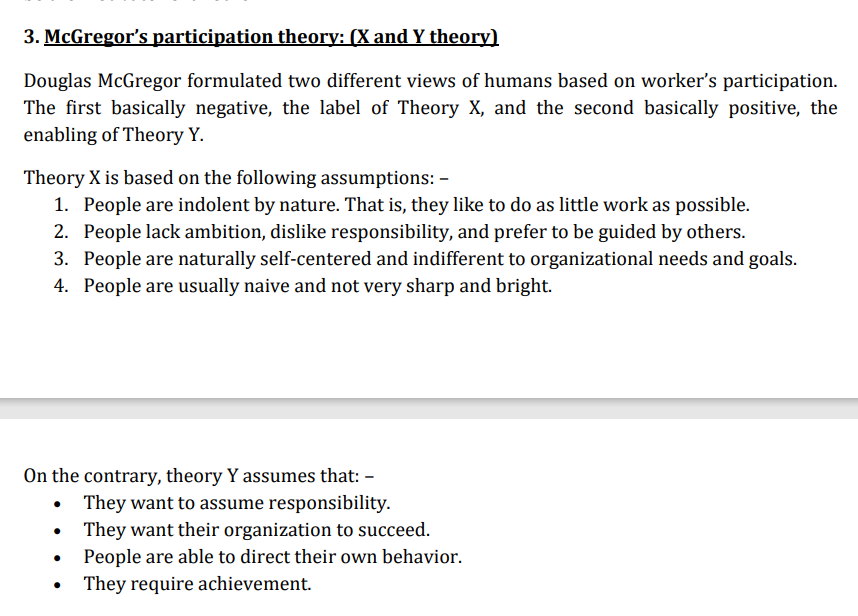 3. McGregor's participation theory: (X and Y theory)
Douglas McGregor formulated two different views of humans based on worker's participation.
The first basically negative, the label of Theory X, and the second basically positive, the
enabling of Theory Y.
Theory X is based on the following assumptions: –
1. People are indolent by nature. That is, they like to do as little work as possible.
2. People lack ambition, dislike responsibility, and prefer to be guided by others.
3. People are naturally self-centered and indifferent to organizational needs and goals.
4. People are usually naive and not very sharp and bright.
On the contrary, theory Y assumes that: –
• They want to assume responsibility.
• They want their organization to succeed.
• People are able to direct their own behavior.
• They require achievement.